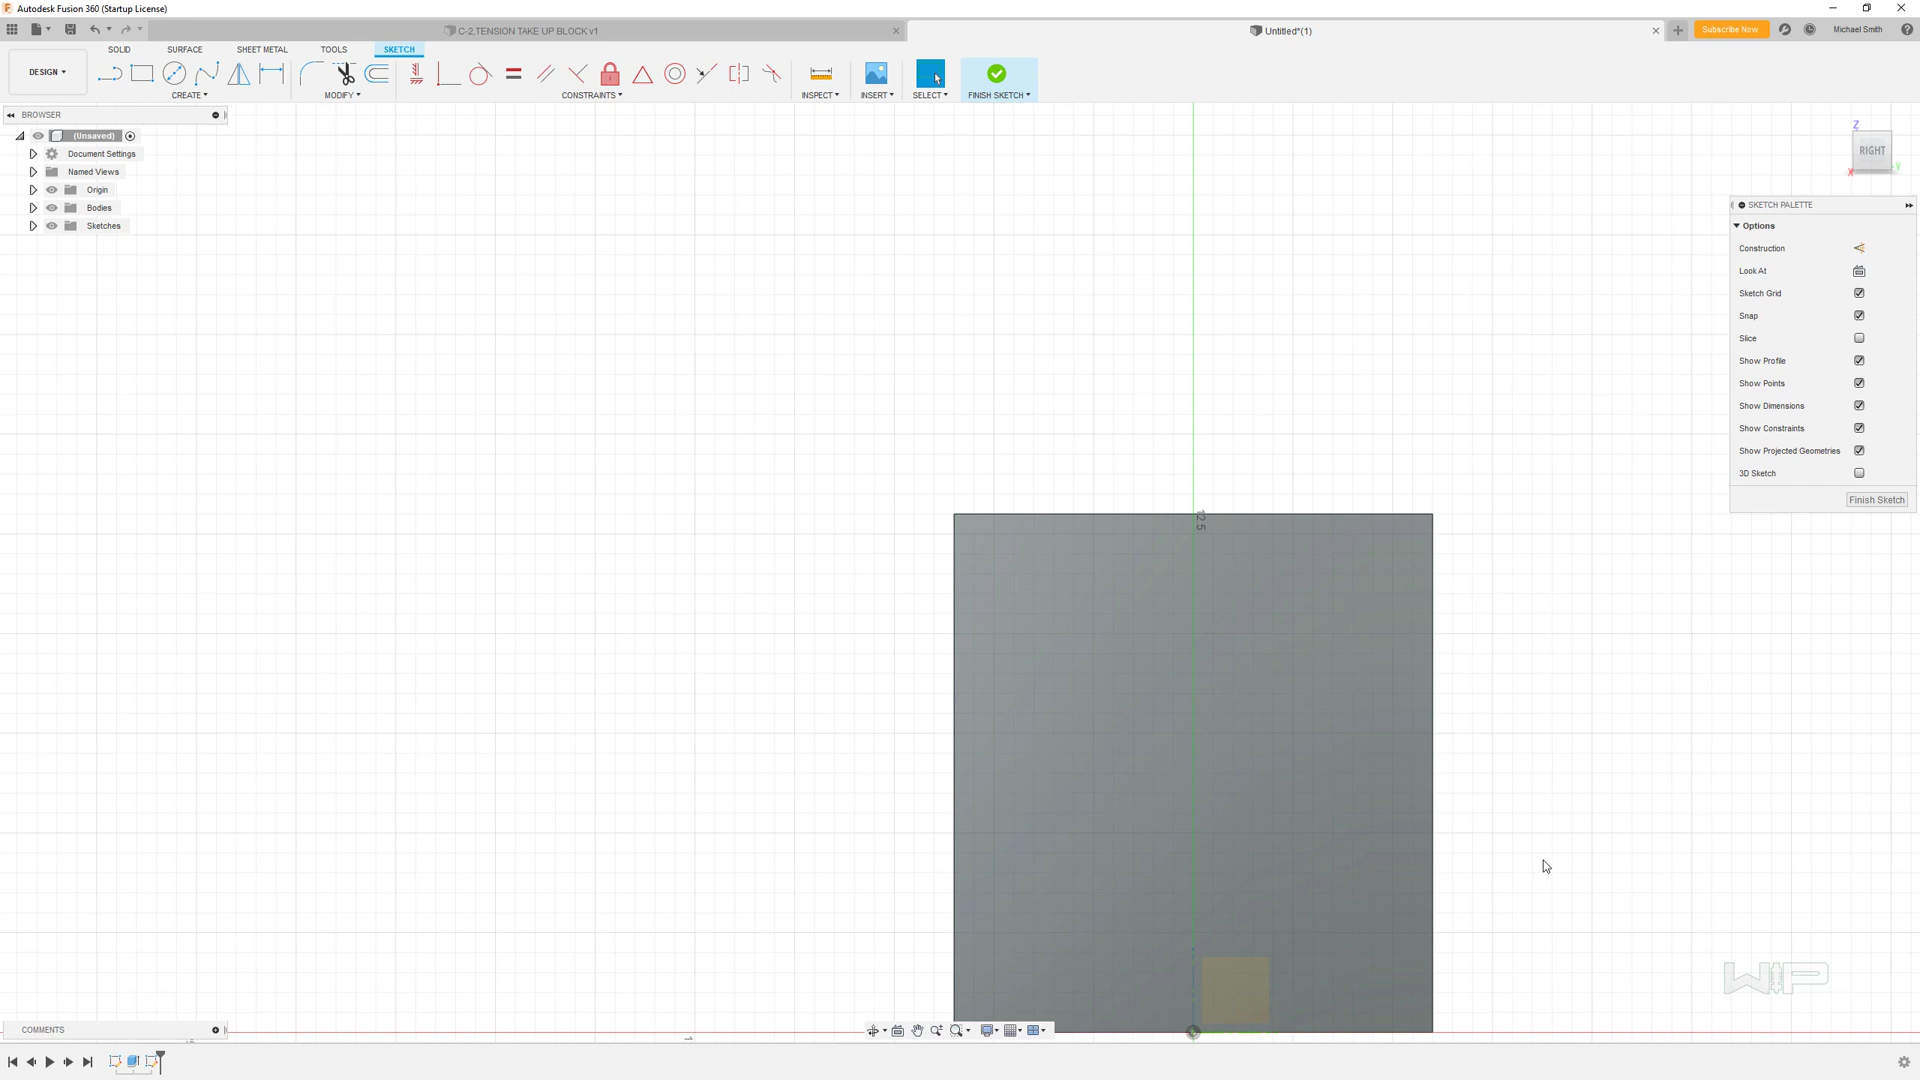 Autodesk Fusion 360 (Startup License)
C-2,TENSION TAKE UP BLOCK v1
Untitled*(1)
Subscribe Now
Michael Smith
SOLID SURFACE SHEET METAL TOOLS SKETCH
DESIGN
CREATE
MODIFY
CONSTRAINTS
INSPECT
INSERT
SELECT
FINISH SKETCH
BROWSER
(Unsaved)
Document Settings
Named Views
Origin
Bodies
Sketches
Z
RIGHT
X
Y
SKETCH PALETTE
Options
Construction
Look At
Sketch Grid
Snap
Slice
Show Profile
Show Points
Show Dimensions
Show Constraints
Show Projected Geometries
3D Sketch
Finish Sketch
12.5
WIP
COMMENTS